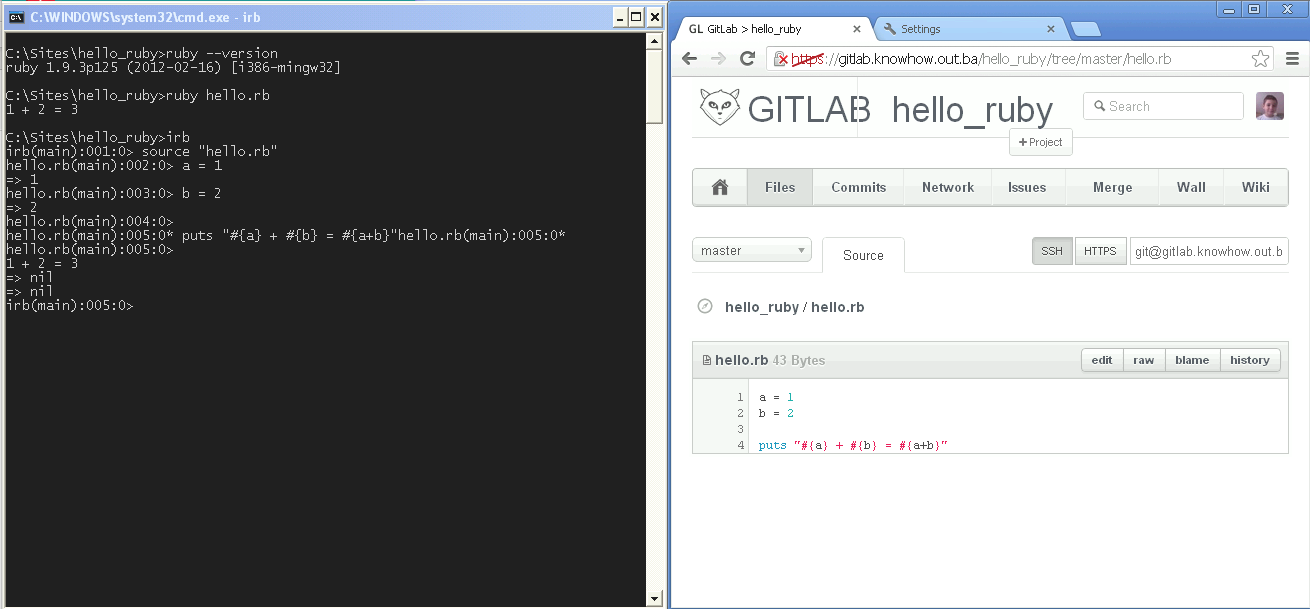 C:\WINDOWS\system32\cmd.exe - irb
C:\Sites\hello_ruby>ruby --version
ruby 1.9.3p125 (2012-02-16) [i386-mingw32]
C:\Sites\hello_ruby>ruby hello.rb
1 + 2 = 3
C:\Sites\hello_ruby>irb
irb(main):001:0> source "hello.rb"
hello.rb(main):002:0> a = 1
=> 1
hello.rb(main):003:0> b = 2
=> 2
hello.rb(main):004:0>
hello.rb(main):005:0* puts "#{a} + #{b} = #{a+b}"hello.rb(main):005:0*
hello.rb(main):005:0>
1 + 2 = 3
=> nil
=> nil
irb(main):005:0>
GL GitLab > hello_ruby
Settings
https://gitlab.knowhow.out.ba/hello_ruby/tree/master/hello.rb
GITLAB hello_ruby
Search
+ Project
Files Commits Network Issues Merge Wall Wiki
master Source SSH HTTPS git@gitlab.knowhow.out.b
hello_ruby / hello.rb
hello.rb 43 Bytes edit raw blame history
1 a = 1
2 b = 2
3
4 puts "#{a} + #{b} = #{a+b}"